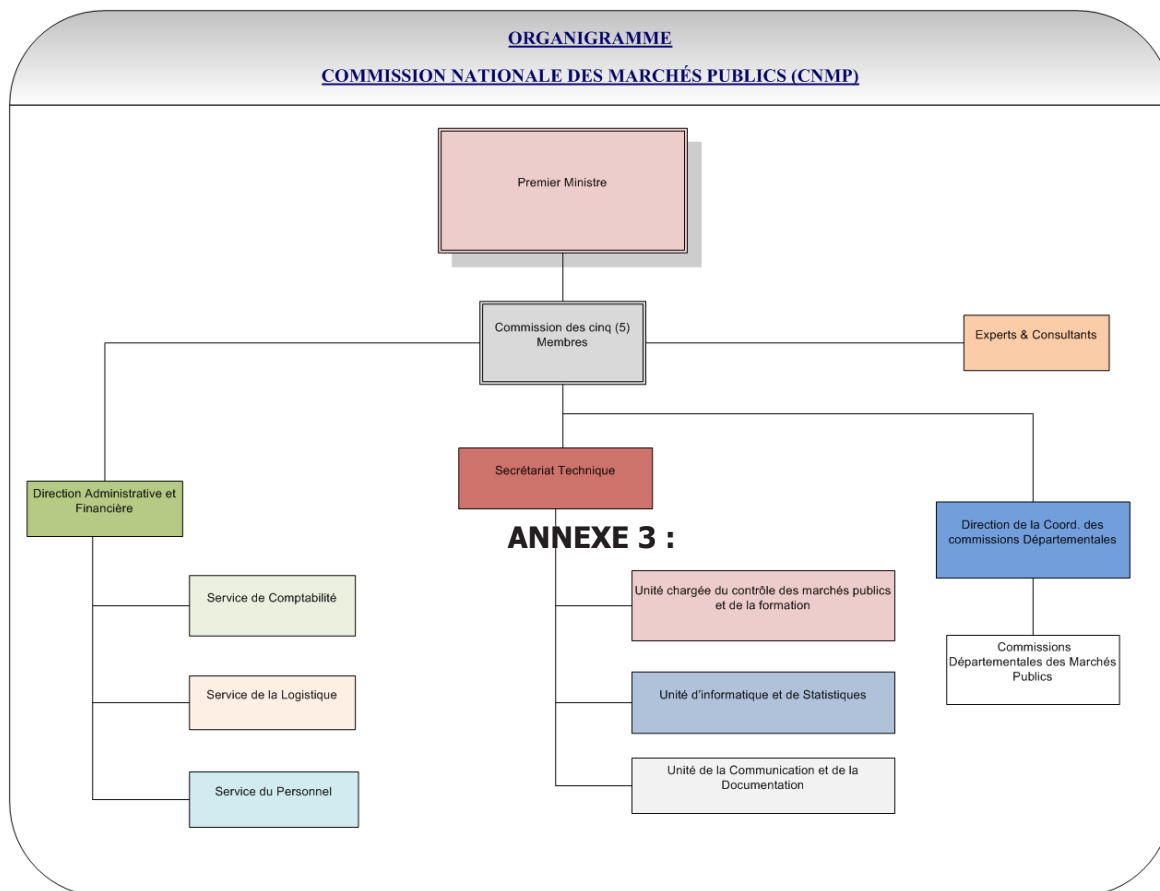 ORGANIGRAMME
COMMISSION NATIONALE DES MARCHÉS PUBLICS (CNMP)
Premier Ministre
Commission des cinq (5)
Membres
Experts & Consultants
Secrétariat Technique
Direction Administrative et
Financière
Direction de la Coord. des
commissions Départementales
ANNEXE 3 :
Service de Comptabilité
Service de la Logistique
Service du Personnel
Unité chargée du contrôle des marchés publics
et de la formation
Unité d'informatique et de Statistiques
Unité de la Communication et de la
Documentation
Commissions
Départementales des Marchés
Publics